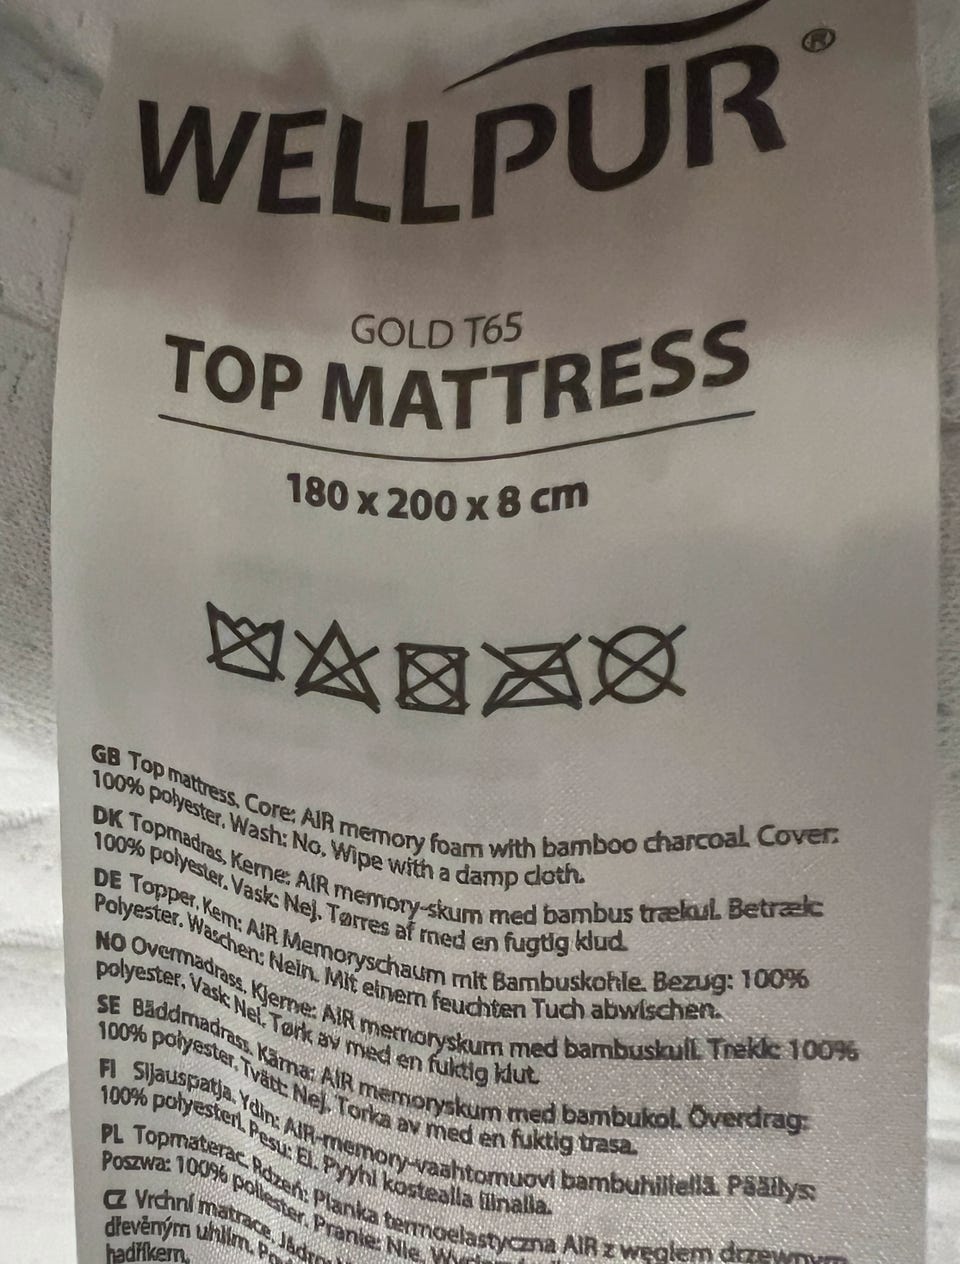 WELLPUR®
GOLD T65
TOP MATTRESS
180 x 200 x 8 cm
GB Top mattress. Core: AIR memory foam with bamboo charcoal. Cover:
100% polyester. Wash: No. Wipe with a damp cloth.
DK Topmadras. Kerne: AIR memory-skum med bambus trækul. Betræk:
100% polyester. Vask: Nej. Tørres af med en fugtig klud.
DE Topper. Kern: AIR Memoryschaum mit Bambuskohle. Bezug: 100%
Polyester. Waschen: Nein. Mit einem feuchten Tuch abwischen.
NO Overmadrass. Kjerne: AIR memoryskum med bambuskull. Trekk: 100%
polyester. Vask: Nei. Tørk av med en fuktig klut.
SE Bäddmadrass. Kärna: AIR memoryskum med bambukol. Överdrag:
100% polyester. Tvätt: Nej. Torka av med en fuktig trasa.
FI Sijauspatja. Ydin: AIR-memory-vaahtomuovi bambuhiilellä. Päällys:
100% polyesteri. Pesu: Ei. Pyyhi kostealla liinalla.
PL Topmaterac. Rdzeń: Planka termoelastyczna AIR z węglem drzewnym
Poszwa: 100% poliester. Pranie: Nie.
CZ Vrchní matrace. Jádro:
dřevěným uhlím.
hadříkem.